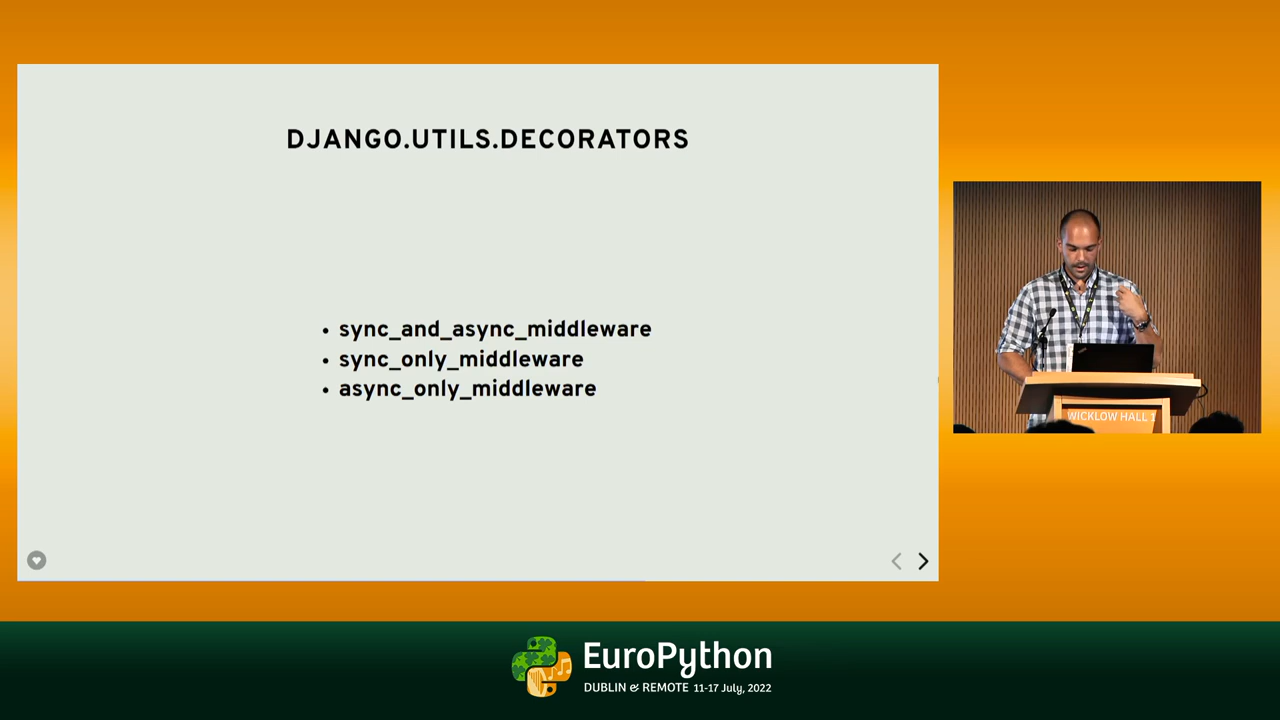 DJANGO.UTILS.DECORATORS
• sync_and_async_middleware
• sync_only_middleware
• async_only_middleware
WICKLOW HALL 1
EuroPython
DUBLIN & REMOTE 11-17 July, 2022